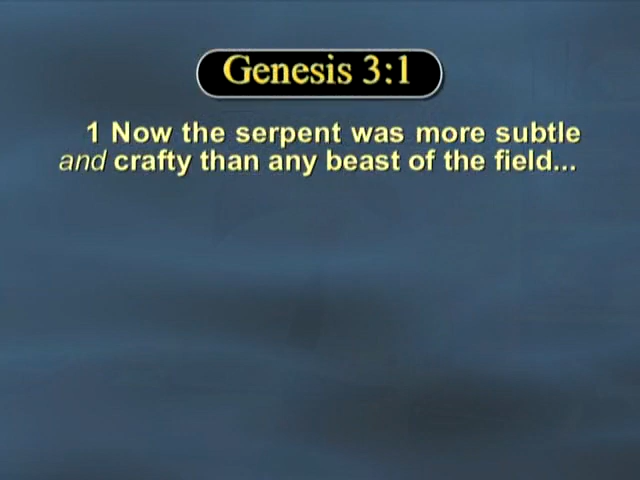 Genesis 3:1
1 Now the serpent was more subtle
and crafty than any beast of the field...